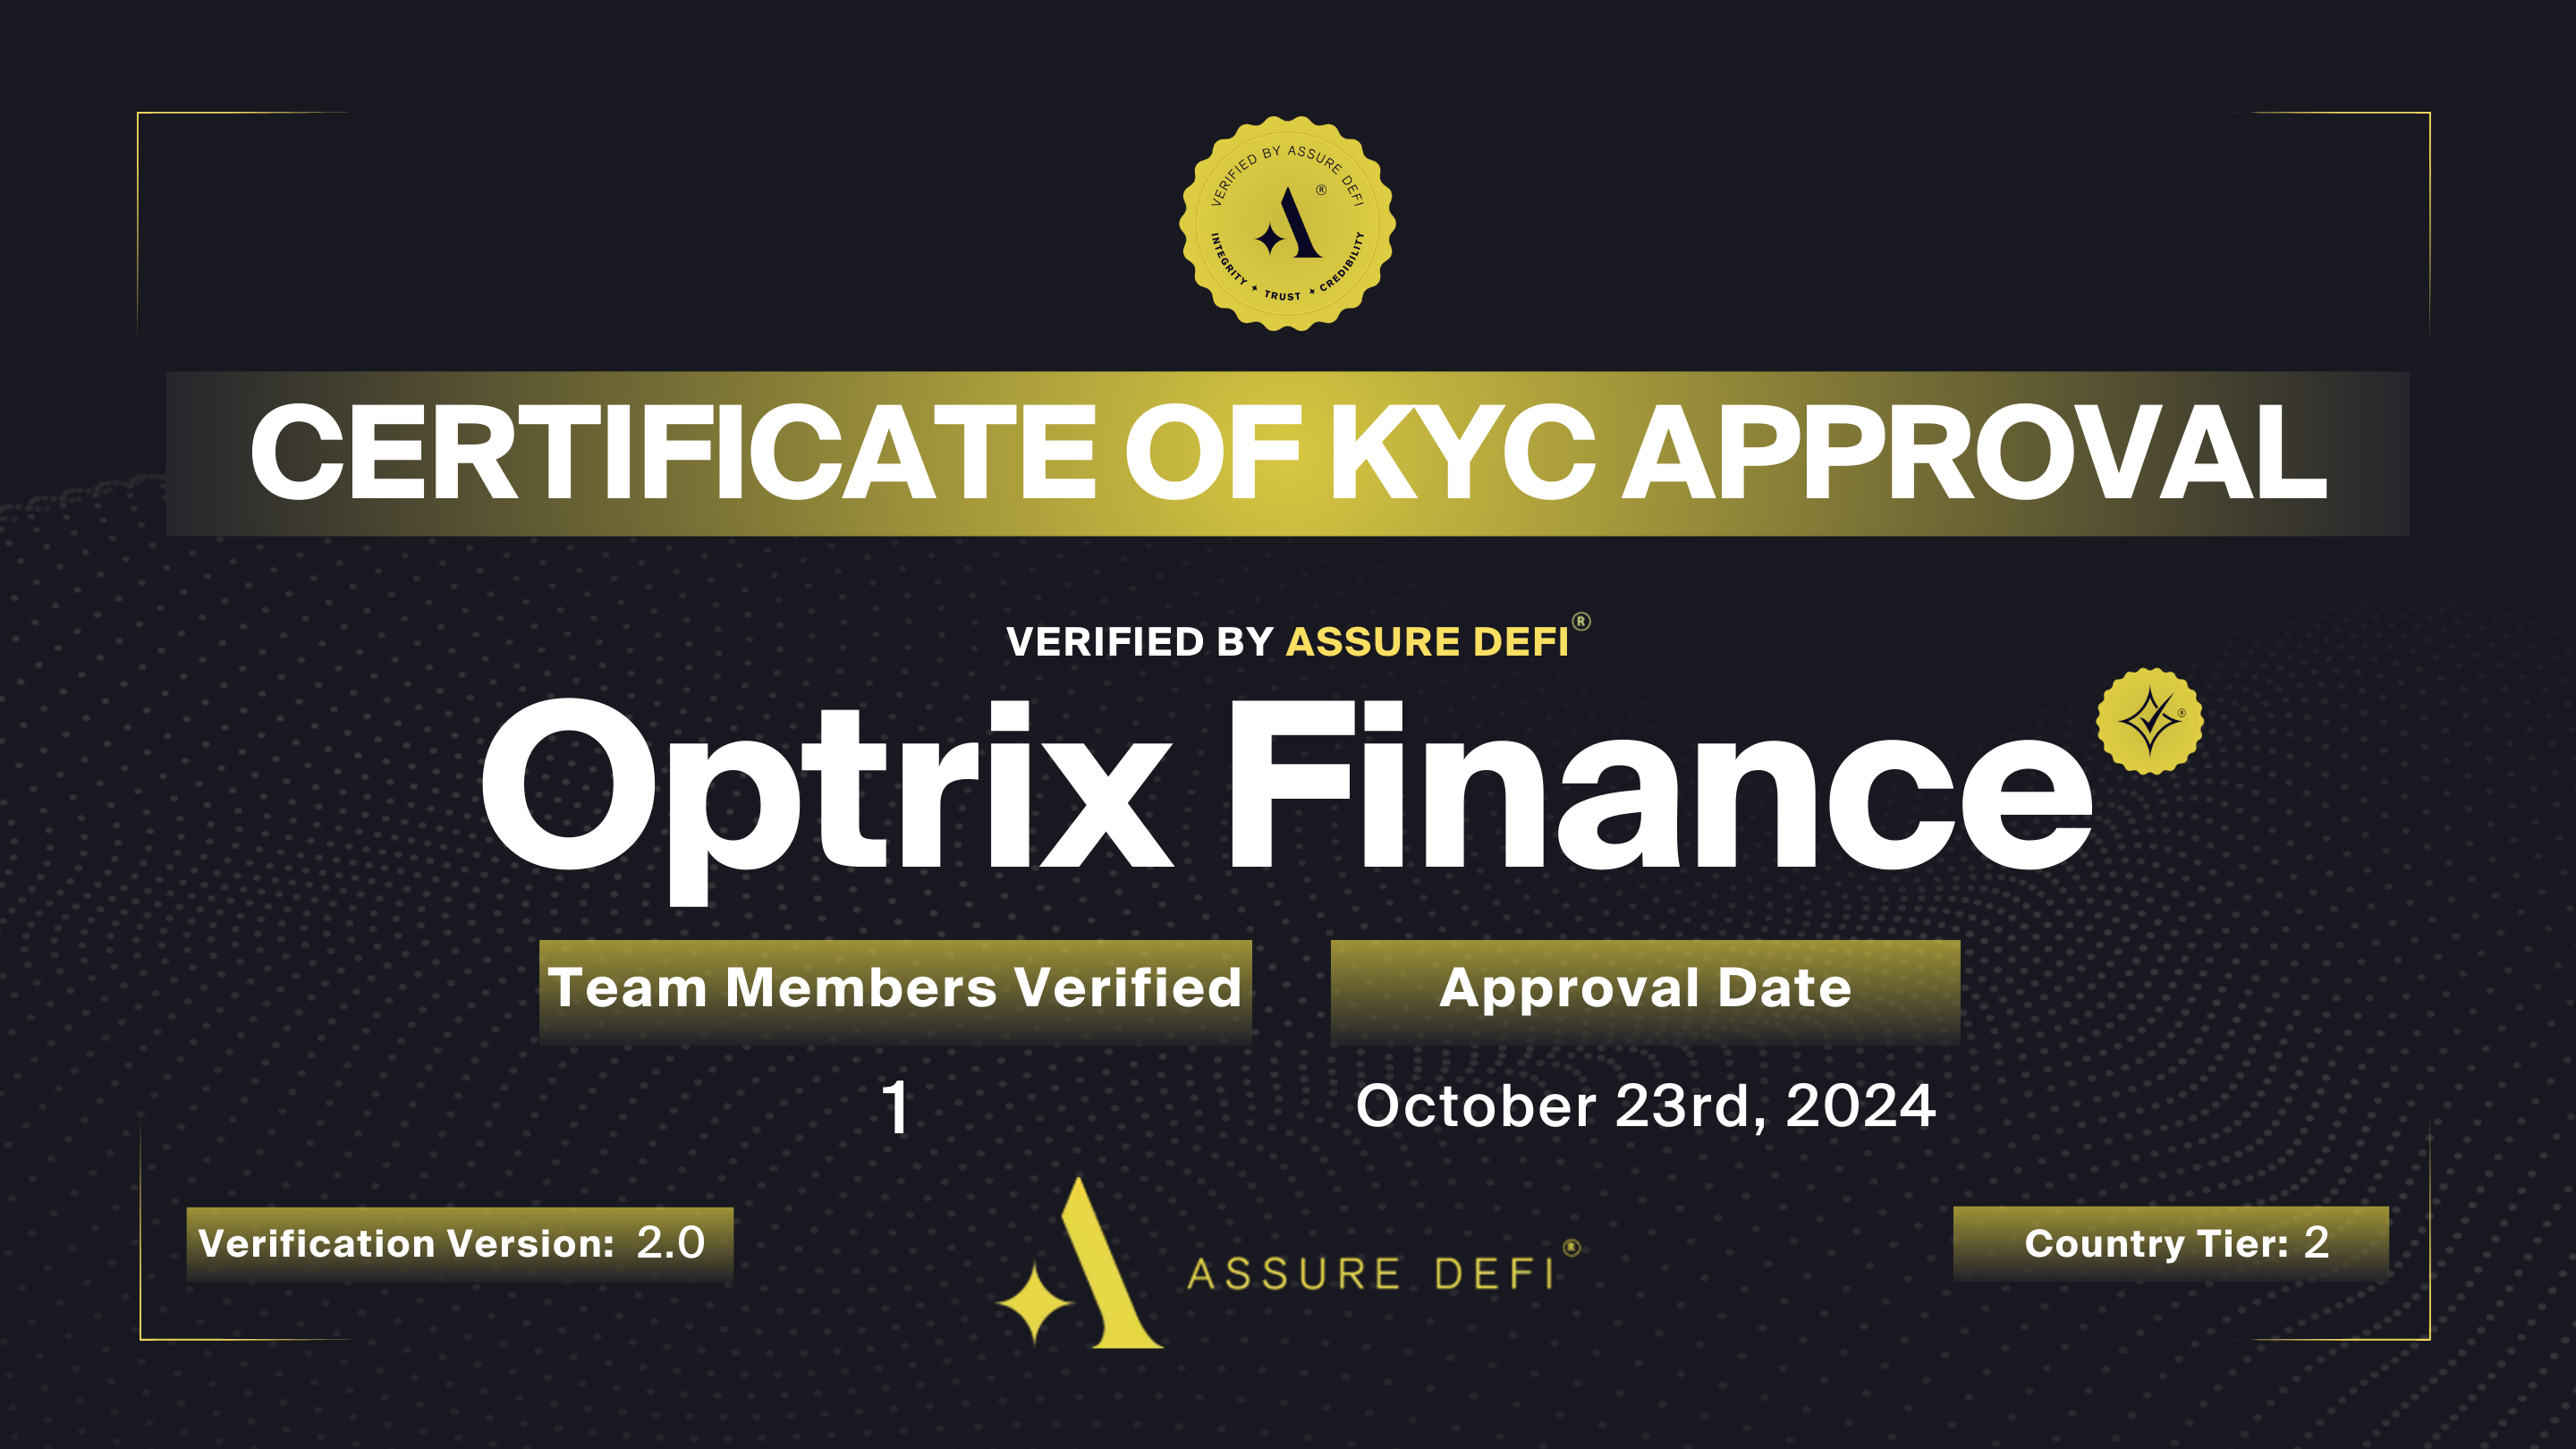 VERIFIED BY ASSURE DEFI
®
INTEGRITY ✦ TRUST ✦ CREDIBILITY
CERTIFICATE OF KYC APPROVAL
VERIFIED BY ASSURE DEFI®
Optrix Finance
®
Team Members Verified
Approval Date
1
October 23rd, 2024
Verification Version: 2.0
ASSURE DEFI®
Country Tier: 2